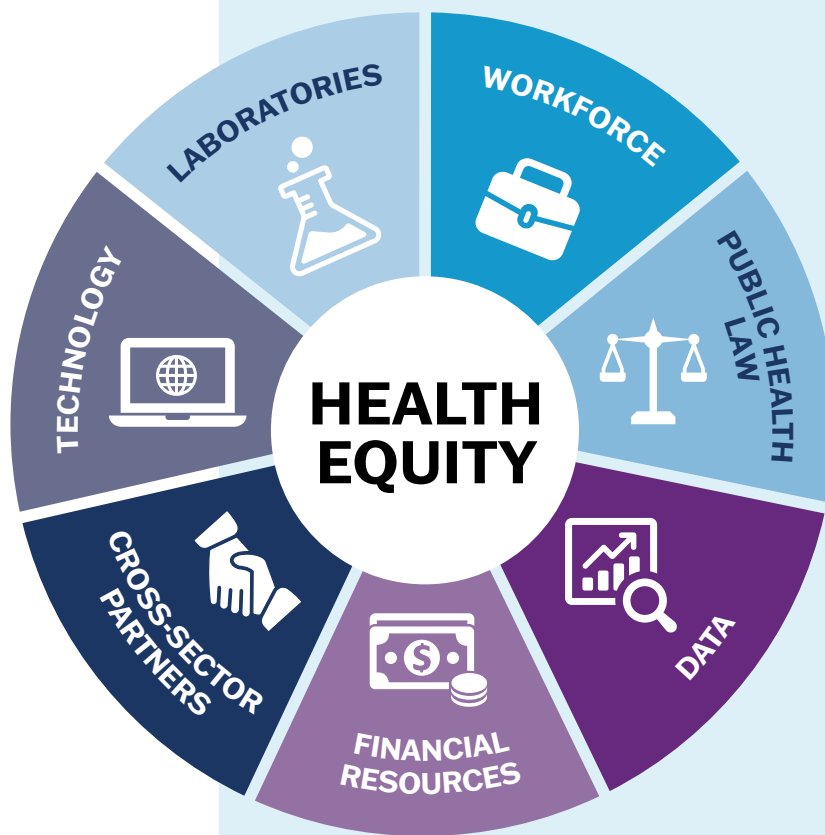 LABORATORIES
WORKFORCE
PUBLIC HEALTH
LAW
DATA
FINANCIAL
RESOURCES
CROSS-SECTOR
PARTNERS
TECHNOLOGY
HEALTH
EQUITY
$